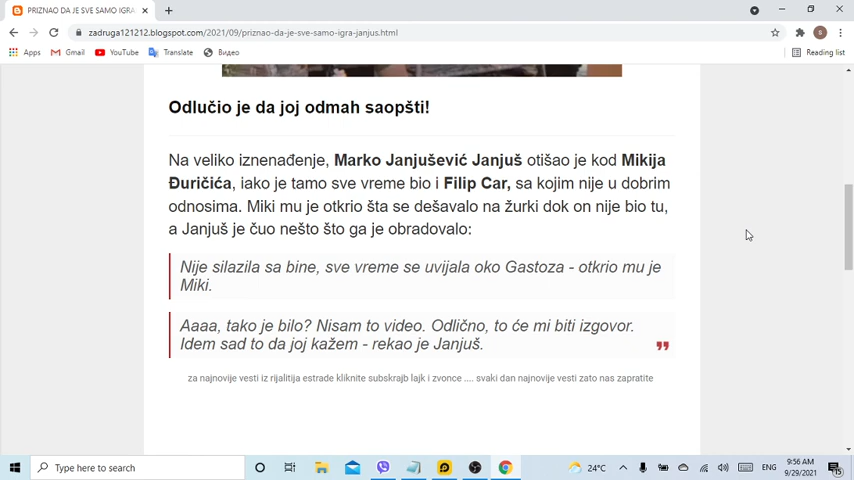 PRIZNAO DA JE SVE SAMO IGRA
zadruga121212.blogspot.com/2021/09/priznao-da-je-sve-samo-igra-janjus.html
S
Apps Gmail YouTube Translate Видео Reading list
Odlučio je da joj odmah saopšti!
Na veliko iznenađenje, Marko Janjušević Janjuš otišao je kod Mikija
Đuričića, iako je tamo sve vreme bio i Filip Car, sa kojim nije u dobrim
odnosima. Miki mu je otkrio šta se dešavalo na žurki dok on nije bio tu,
a Janjuš je čuo nešto što ga je obradovalo:
Nije silazila sa bine, sve vreme se uvijala oko Gastoza - otkrio mu je
Miki.
Aaaa, tako je bilo? Nisam to video. Odlično, to će mi biti izgovor.
Idem sad to da joj kažem - rekao je Janjuš.
za najnovije vesti iz rijalitija estrade kliknite subskrajb lajk i zvonce .... svaki dan najnovije vesti zato nas zapratite
Type here to search
24°C
ENG
9:56 AM
9/29/2021
15